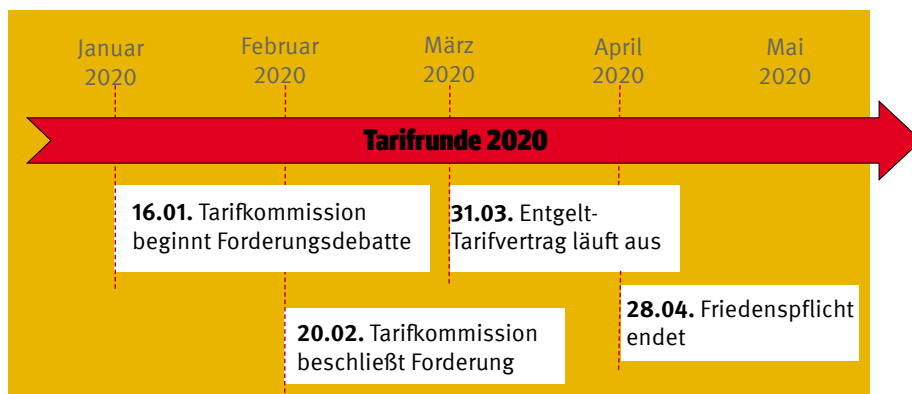 Januar
2020
Februar
2020
März
2020
April
2020
Mai
2020
Tarifrunde 2020
16.01. Tarifkommission
beginnt Forderungsdebatte
31.03. Entgelt-
Tarifvertrag läuft aus
20.02. Tarifkommission
beschließt Forderung
28.04. Friedenspflicht
endet